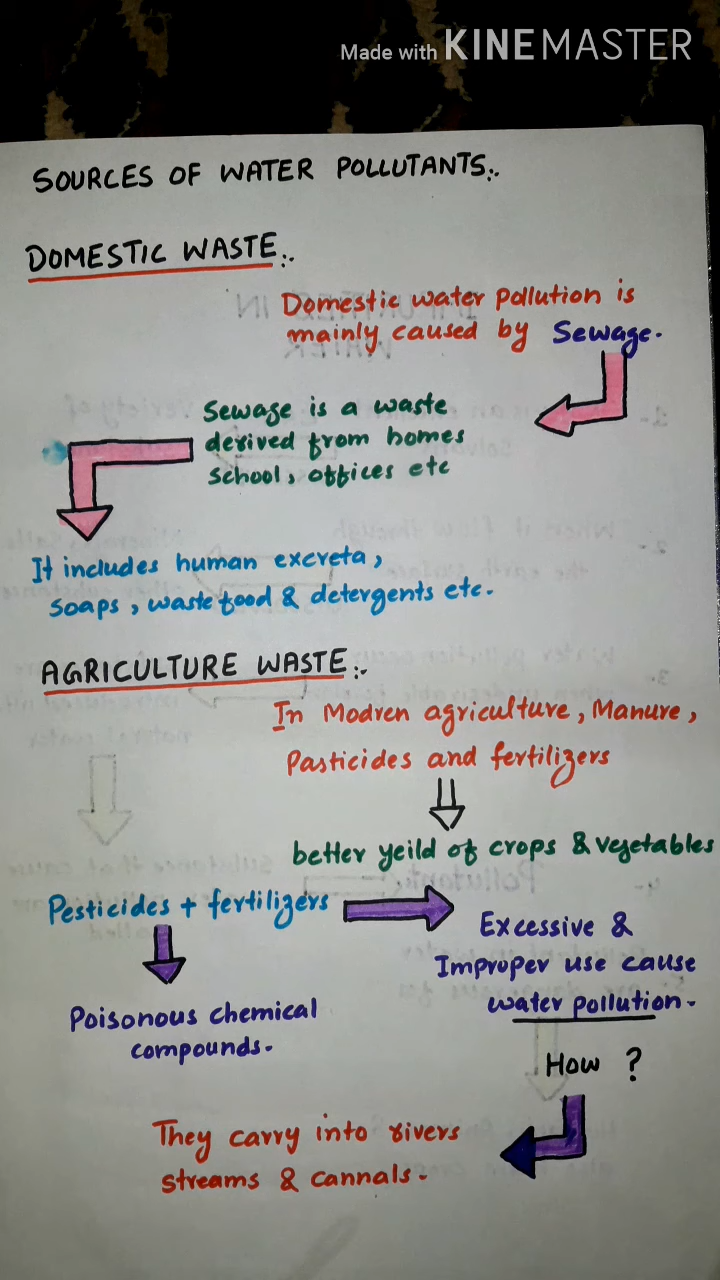 Made with KINEMASTER
SOURCES OF WATER POLLUTANTS:.
DOMESTIC WASTE:.
Domestic water pollution is
mainly caused by Sewage.
Sewage is a waste
derived from homes
School, offices etc
It includes human excreta,
Soaps, waste food & detergents etc.
AGRICULTURE WASTE:.
In Modren agriculture, Manure,
Pasticides and fertilizers
better yeild of crops & vegetables
Pesticides + fertilizers
Excessive &
Improper use cause
water pollution.
Poisonous chemical
compounds.
How ?
They carry into rivers
streams & cannals.